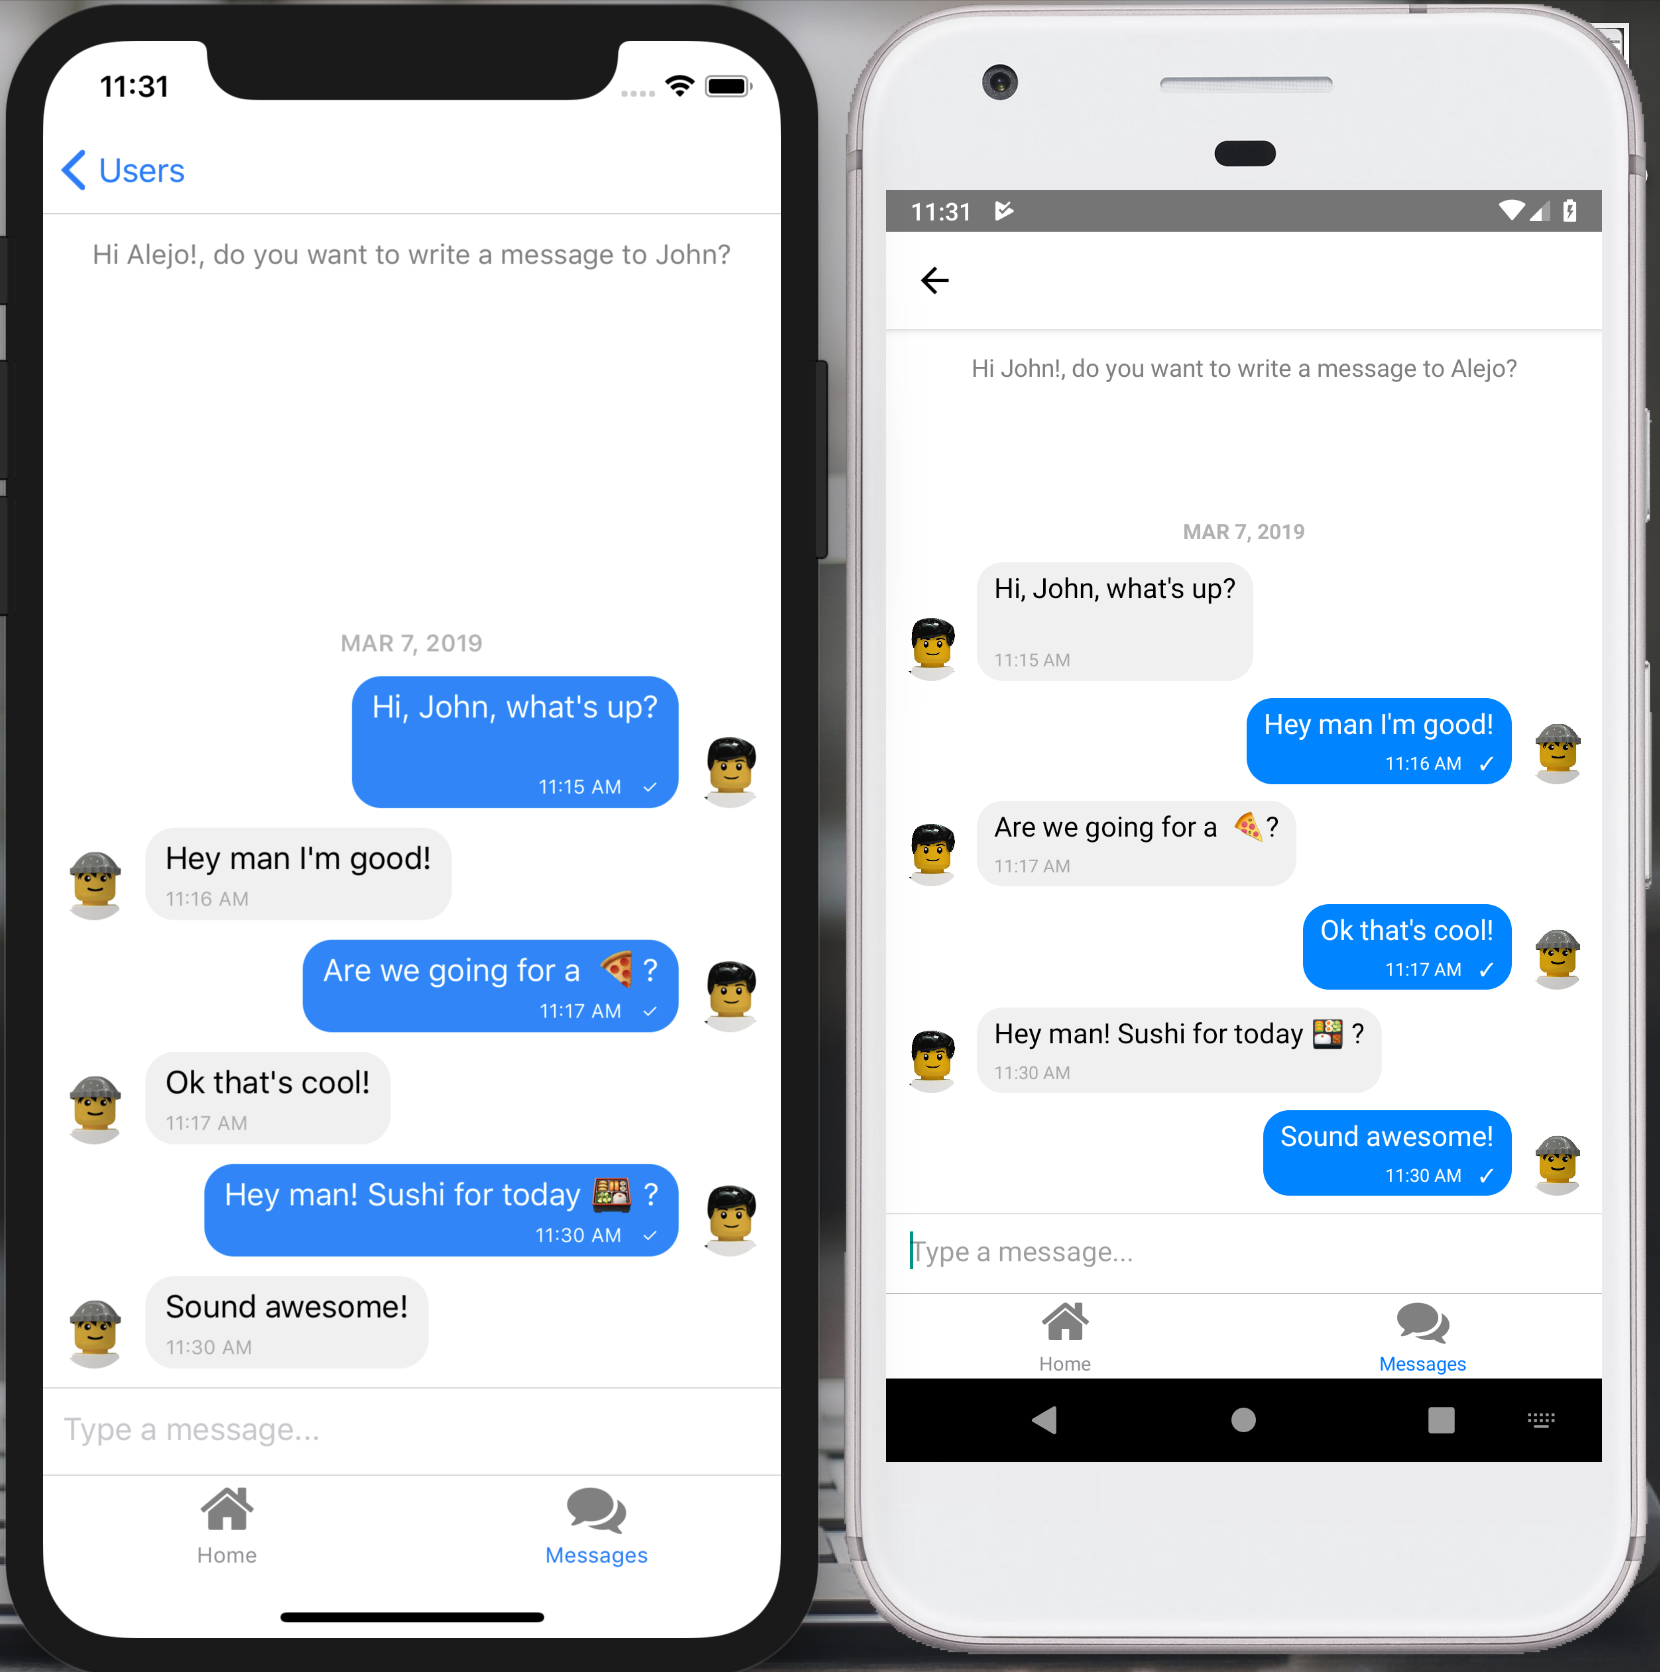 11:31
Users
Hi Alejo!, do you want to write a message to John?
MAR 7, 2019
Hi, John, what's up?
11:15 AM ✓
Hey man I'm good!
11:16 AM
Are we going for a 🍕?
11:17 AM ✓
Ok that's cool!
11:17 AM
Hey man! Sushi for today 🍱 ?
11:30 AM ✓
Sound awesome!
11:30 AM
Type a message...
Home
Messages
11:31
Hi John!, do you want to write a message to Alejo?
MAR 7, 2019
Hi, John, what's up?
11:15 AM
Hey man I'm good!
11:16 AM ✓
Are we going for a 🍕?
11:17 AM
Ok that's cool!
11:17 AM ✓
Hey man! Sushi for today 🍱 ?
11:30 AM
Sound awesome!
11:30 AM ✓
Type a message...
Home
Messages